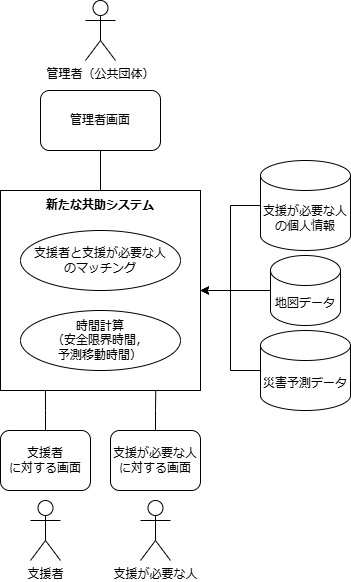 管理者（公共団体）
管理者画面
新たな共助システム
支援者と支援が必要な人
のマッチング
時間計算
（安全限界時間,
予測移動時間）
支援が必要な人
の個人情報
地図データ
災害予測データ
支援者
に対する画面
支援が必要な人
に対する画面
支援者
支援が必要な人